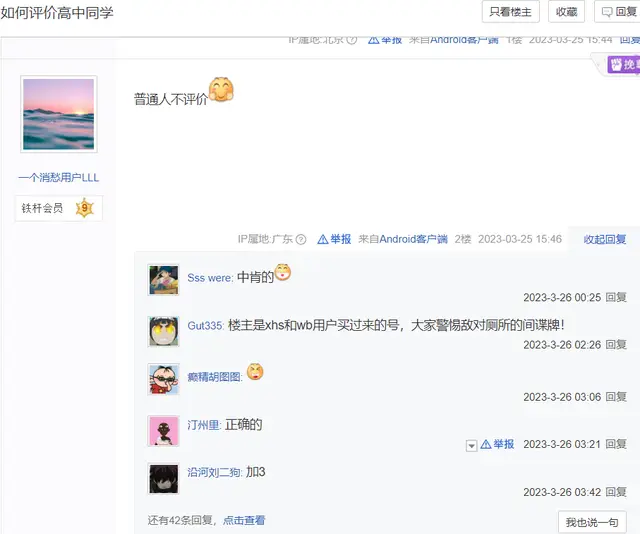 如何评价高中同学
只看楼主 收藏 回复
IP属地:北京 举报 来自Android客户端 1楼 2023-03-25 15:44 回复
普通人不评价
一个消愁用户LLL
铁杆会员 9
IP属地:广东 举报 来自Android客户端 2楼 2023-03-25 15:46 收起回复
Sss were: 中肯的
2023-3-26 00:25 回复
Gut335: 楼主是xhs和wb用户买过来的号，大家警惕敌对厕所的间谍牌！
2023-3-26 02:26 回复
癫精胡图图:
2023-3-26 03:06 回复
汀州里: 正确的
举报 2023-3-26 03:21 回复
沿河刘二狗: 加3
2023-3-26 03:42 回复
还有42条回复，点击查看
我也说一句